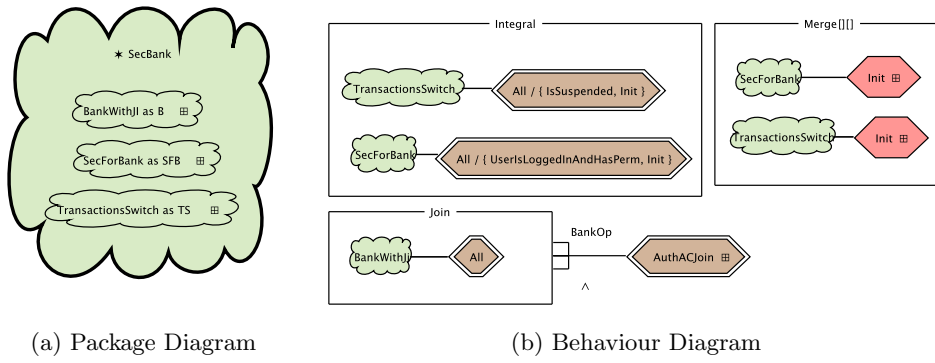 ✶ SecBank
BankWithJI as B ⊞
SecForBank as SFB ⊞
TransactionsSwitch as TS ⊞
(a) Package Diagram
Integral
TransactionsSwitch
All / { IsSuspended, Init }
SecForBank
All / { UserIsLoggedInAndHasPerm, Init }
Merge[][]
SecForBank
Init ⊞
TransactionsSwitch
Init ⊞
Join
BankWithJi
All
BankOp
AuthACJoin ⊞
^
(b) Behaviour Diagram